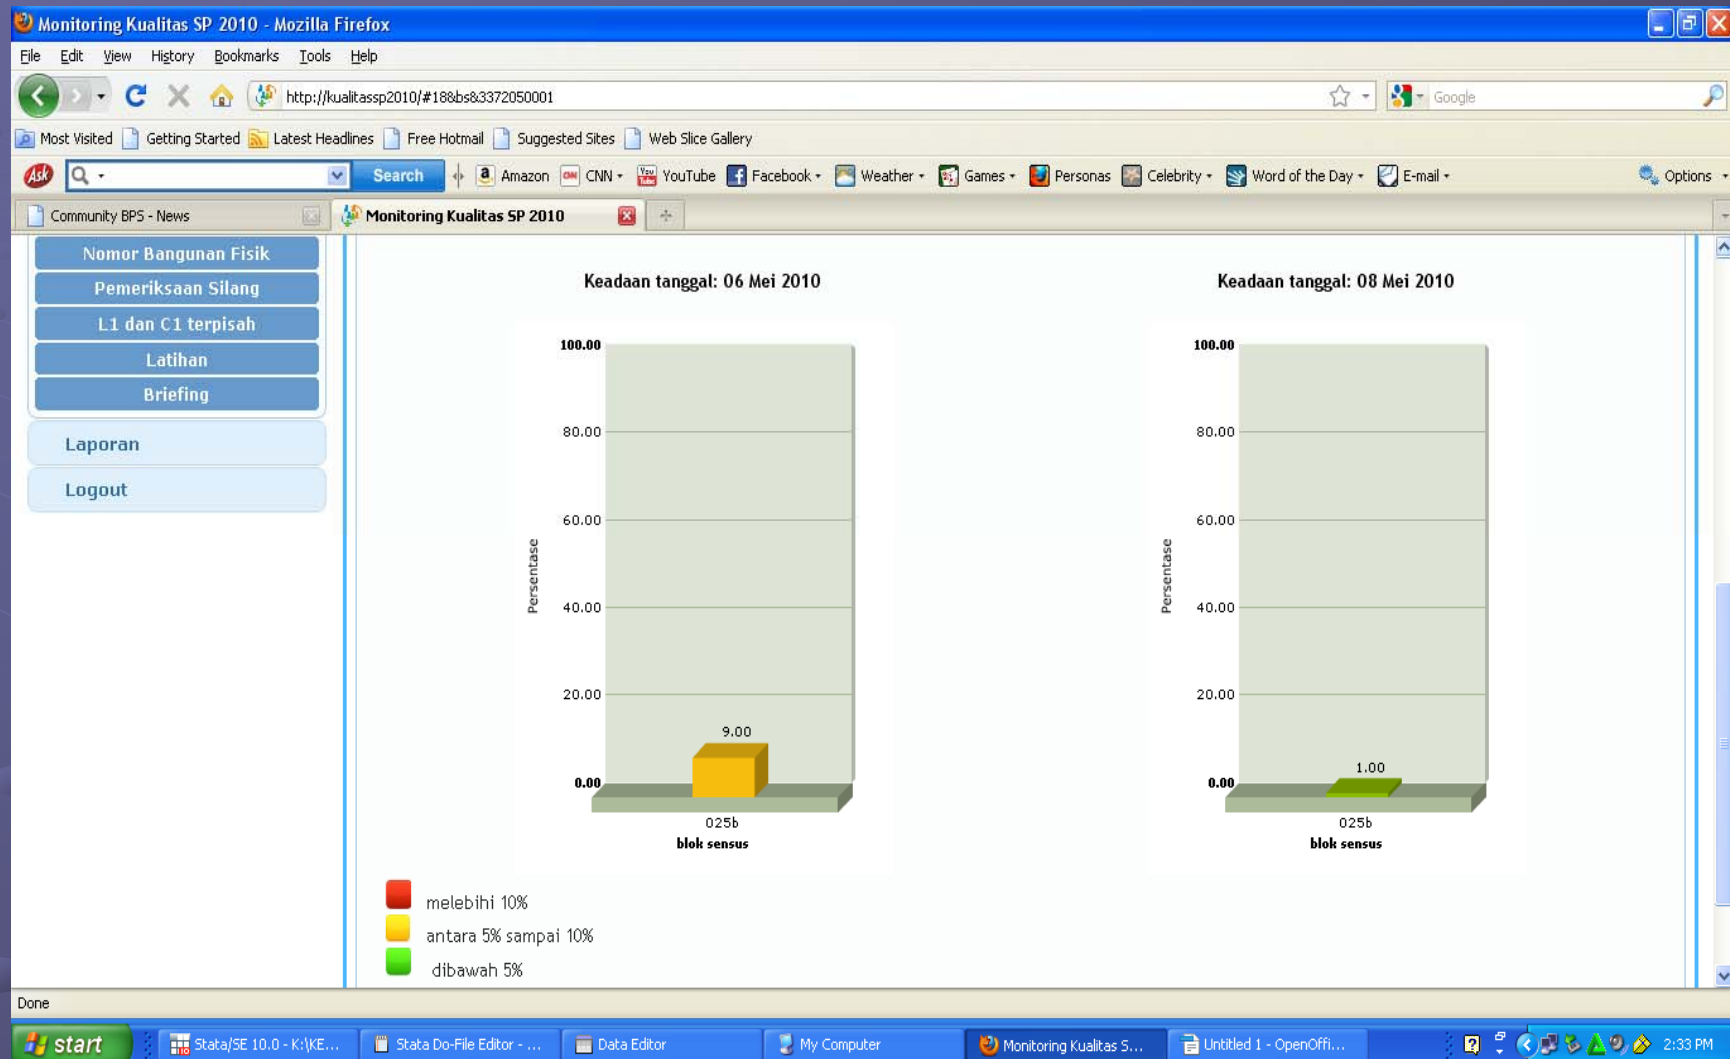 Monitoring Kualitas SP 2010 - Mozilla Firefox
File Edit View History Bookmarks Tools Help
http://kualitassp2010/#18&bs&3372050001
Google
Most Visited Getting Started Latest Headlines Free Hotmail Suggested Sites Web Slice Gallery
Ask Search Amazon CNN YouTube Facebook Weather Games Personas Celebrity Word of the Day E-mail Options
Community BPS - News Monitoring Kualitas SP 2010
Nomor Bangunan Fisik
Pemeriksaan Silang
L1 dan C1 terpisah
Latihan
Briefing
Laporan
Logout
Keadaan tanggal: 06 Mei 2010
100.00
80.00
60.00
40.00
20.00
0.00
Persentase
9.00
025b
blok sensus
Keadaan tanggal: 08 Mei 2010
100.00
80.00
60.00
40.00
20.00
0.00
Persentase
1.00
025b
blok sensus
melebihi 10%
antara 5% sampai 10%
dibawah 5%
Done
start Stata/SE 10.0 - K:\KE... Stata Do-File Editor - ... Data Editor My Computer Monitoring Kualitas S... Untitled 1 - OpenOffi... 2:33 PM